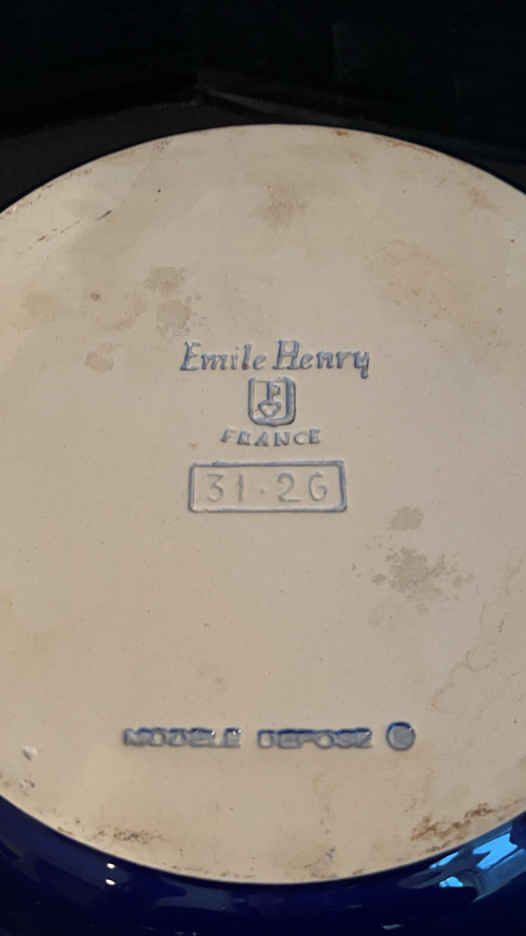 Emile Henry
FRANCE
31·26
MODELE DEPOSE